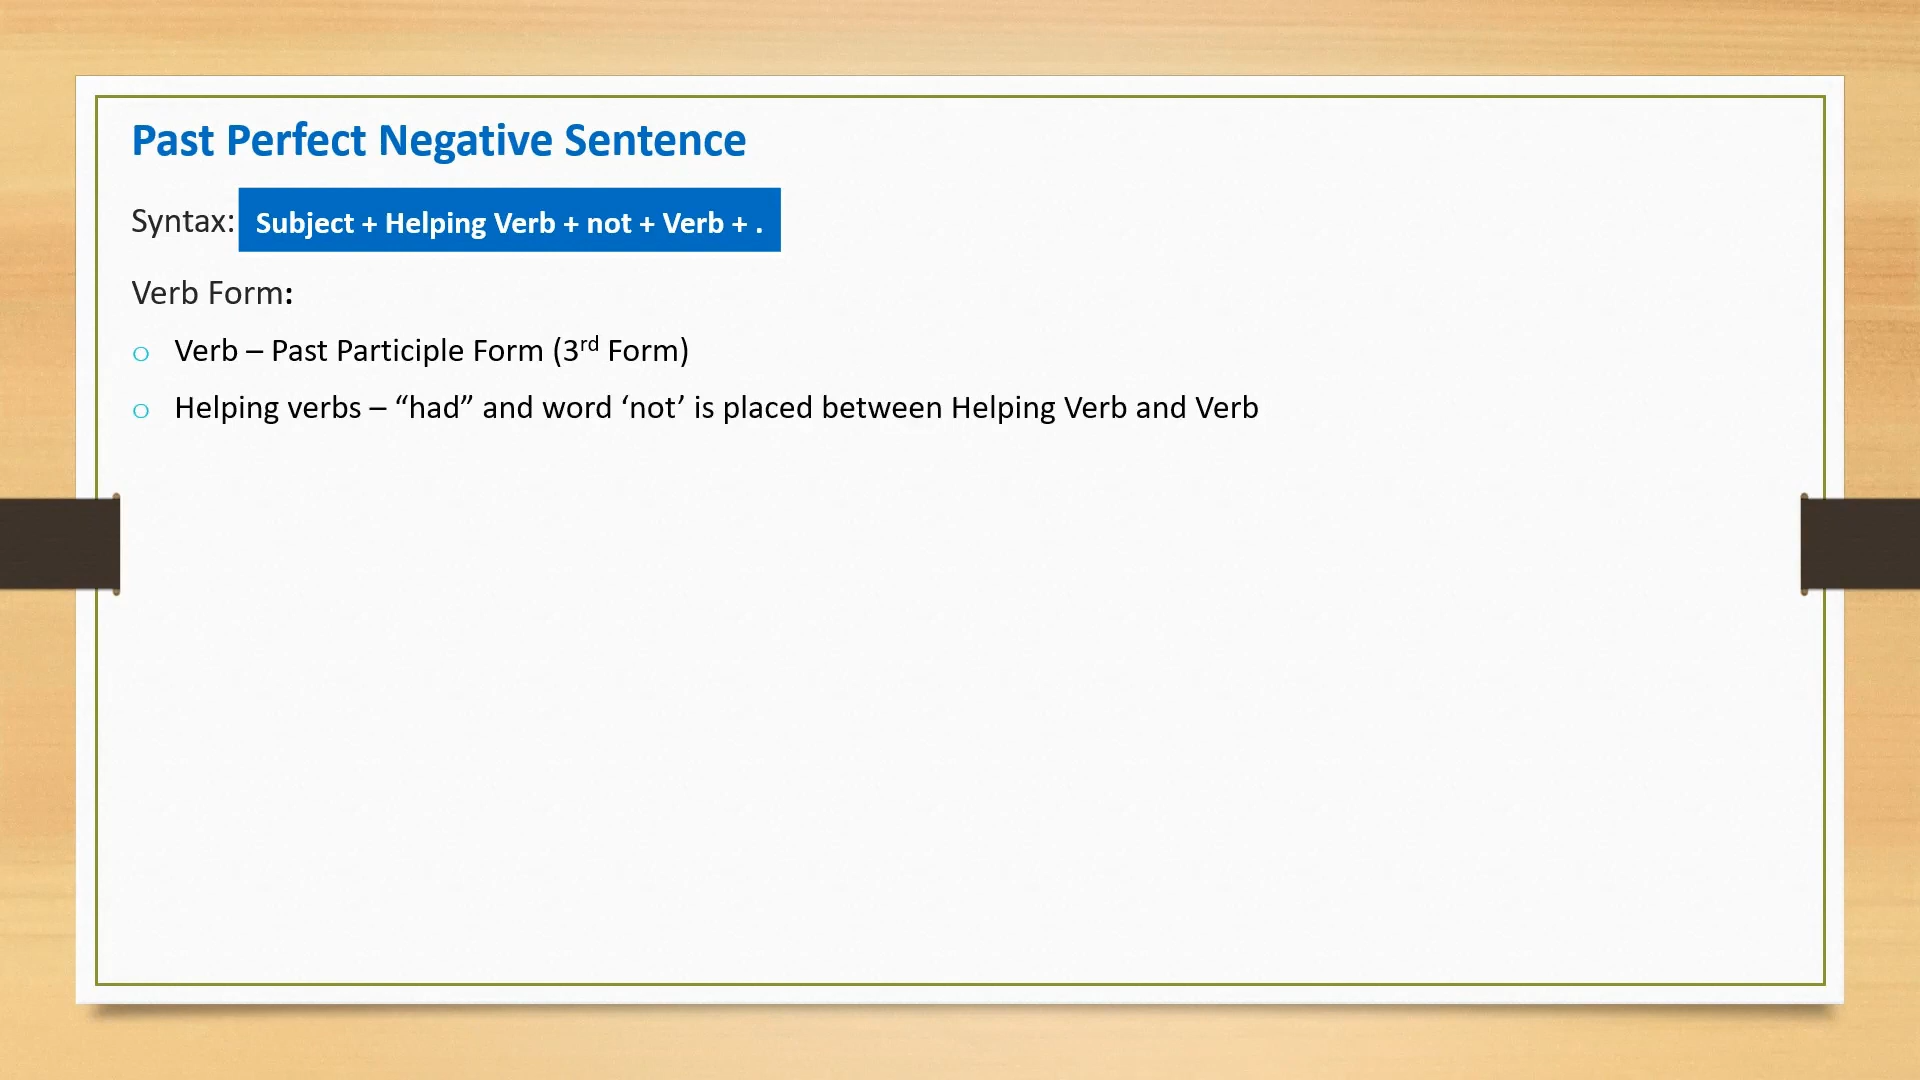 Past Perfect Negative Sentence
Syntax: Subject + Helping Verb + not + Verb + .
Verb Form:
o Verb – Past Participle Form (3rd Form)
o Helping verbs – “had” and word ‘not’ is placed between Helping Verb and Verb